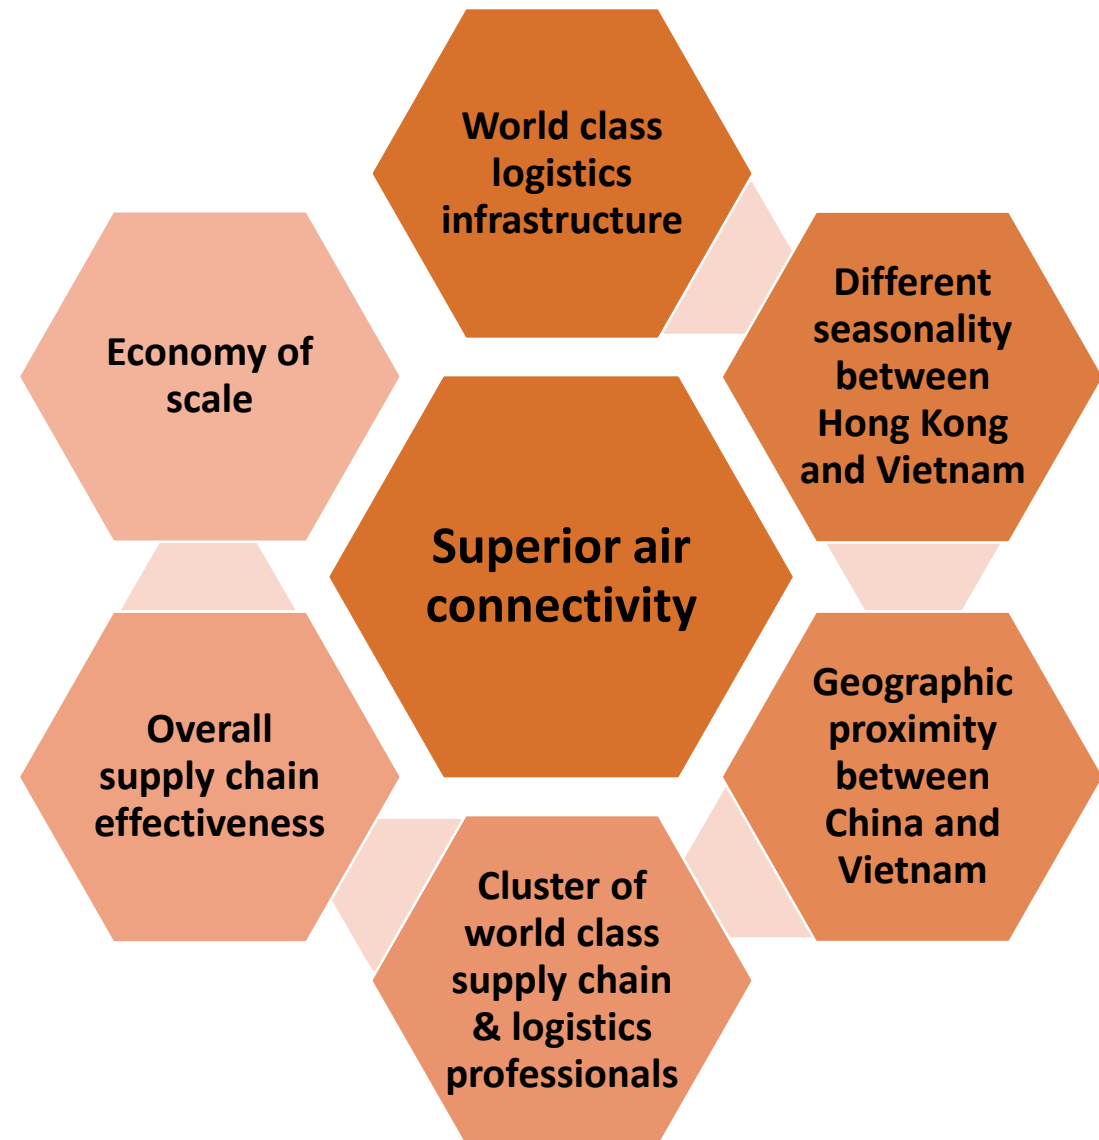 World class
logistics
infrastructure
Different
seasonality
between
Hong Kong
and Vietnam
Geographic
proximity
between
China and
Vietnam
Cluster of
world class
supply chain
& logistics
professionals
Overall
supply chain
effectiveness
Economy of
scale
Superior air
connectivity